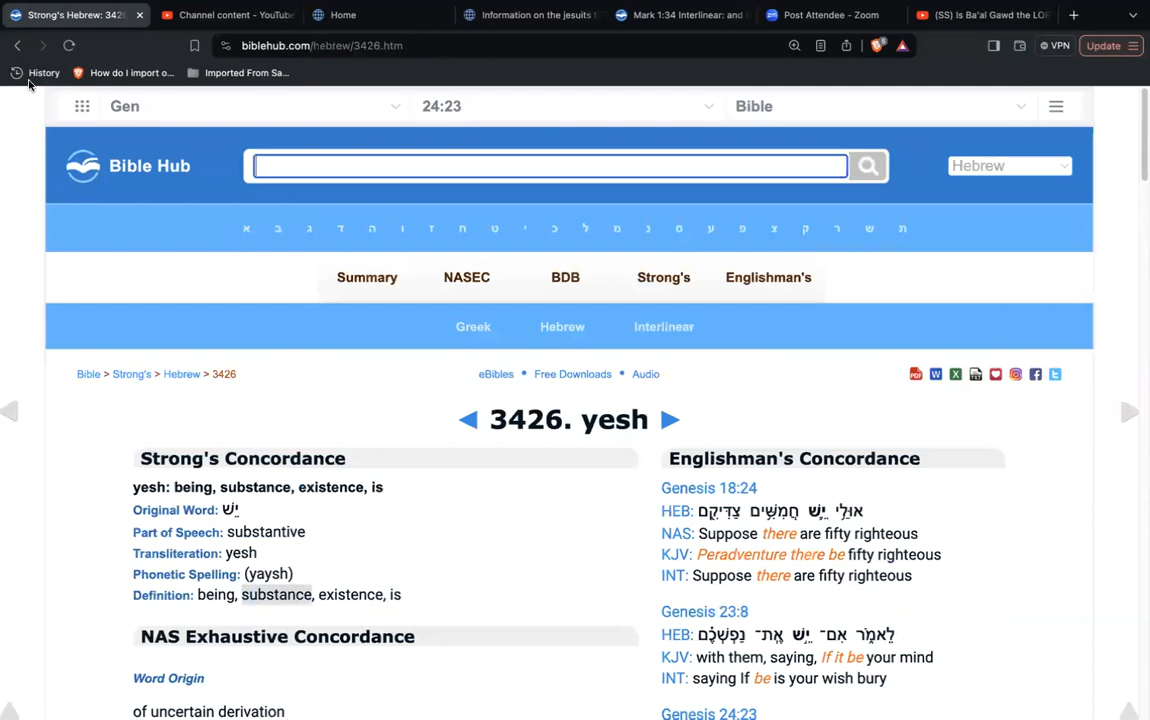 Strong's Hebrew: 342
Channel content - YouTube
Home
Information on the jesuits
Mark 1:34 Interlinear: and
Post Attendee - Zoom
(SS) Is Ba'al Gawd the LOR
biblehub.com/hebrew/3426.htm
VPN
Update
History
How do I import o...
Imported From Sa...
Gen
24:23
Bible
Bible Hub
Hebrew
א ב ג ד ה ו ז ח ט י כ ל מ נ ס ע פ צ ק ר ש ת
Summary NASEC BDB Strong's Englishman's
Greek Hebrew Interlinear
Bible > Strong's > Hebrew > 3426
eBibles • Free Downloads • Audio
◀ 3426. yesh ▶
Strong's Concordance
yesh: being, substance, existence, is
Original Word: יֵשׁ
Part of Speech: substantive
Transliteration: yesh
Phonetic Spelling: (yaysh)
Definition: being, substance, existence, is
NAS Exhaustive Concordance
Word Origin
of uncertain derivation
Englishman's Concordance
Genesis 18:24
HEB: אוּלַ֥י יֵ֛שׁ חֲמִשִּׁ֥ים צַדִּיקִ֖ם
NAS: Suppose there are fifty righteous
KJV: Peradventure there be fifty righteous
INT: Suppose there are fifty righteous
Genesis 23:8
HEB: לֵאמֹ֑ר אִם־ יֵ֣שׁ אֶֽת־ נַפְשְׁכֶ֗ם
KJV: with them, saying, If it be your mind
INT: saying If be is your wish bury
Genesis 24:23